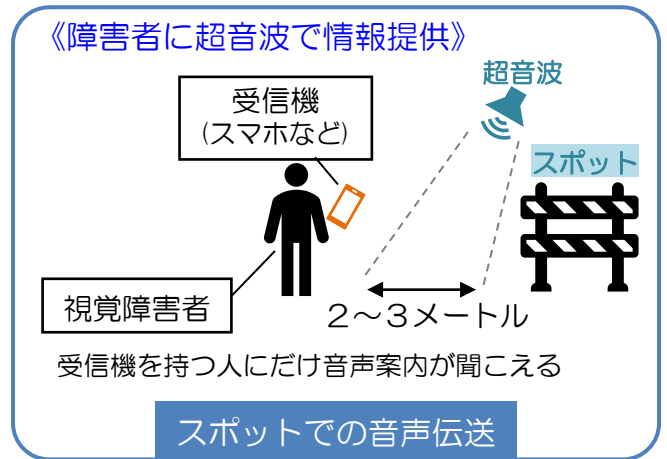 《障害者に超音波で情報提供》
超音波
受信機
(スマホなど)
スポット
視覚障害者
２～３メートル
受信機を持つ人にだけ音声案内が聞こえる
スポットでの音声伝送